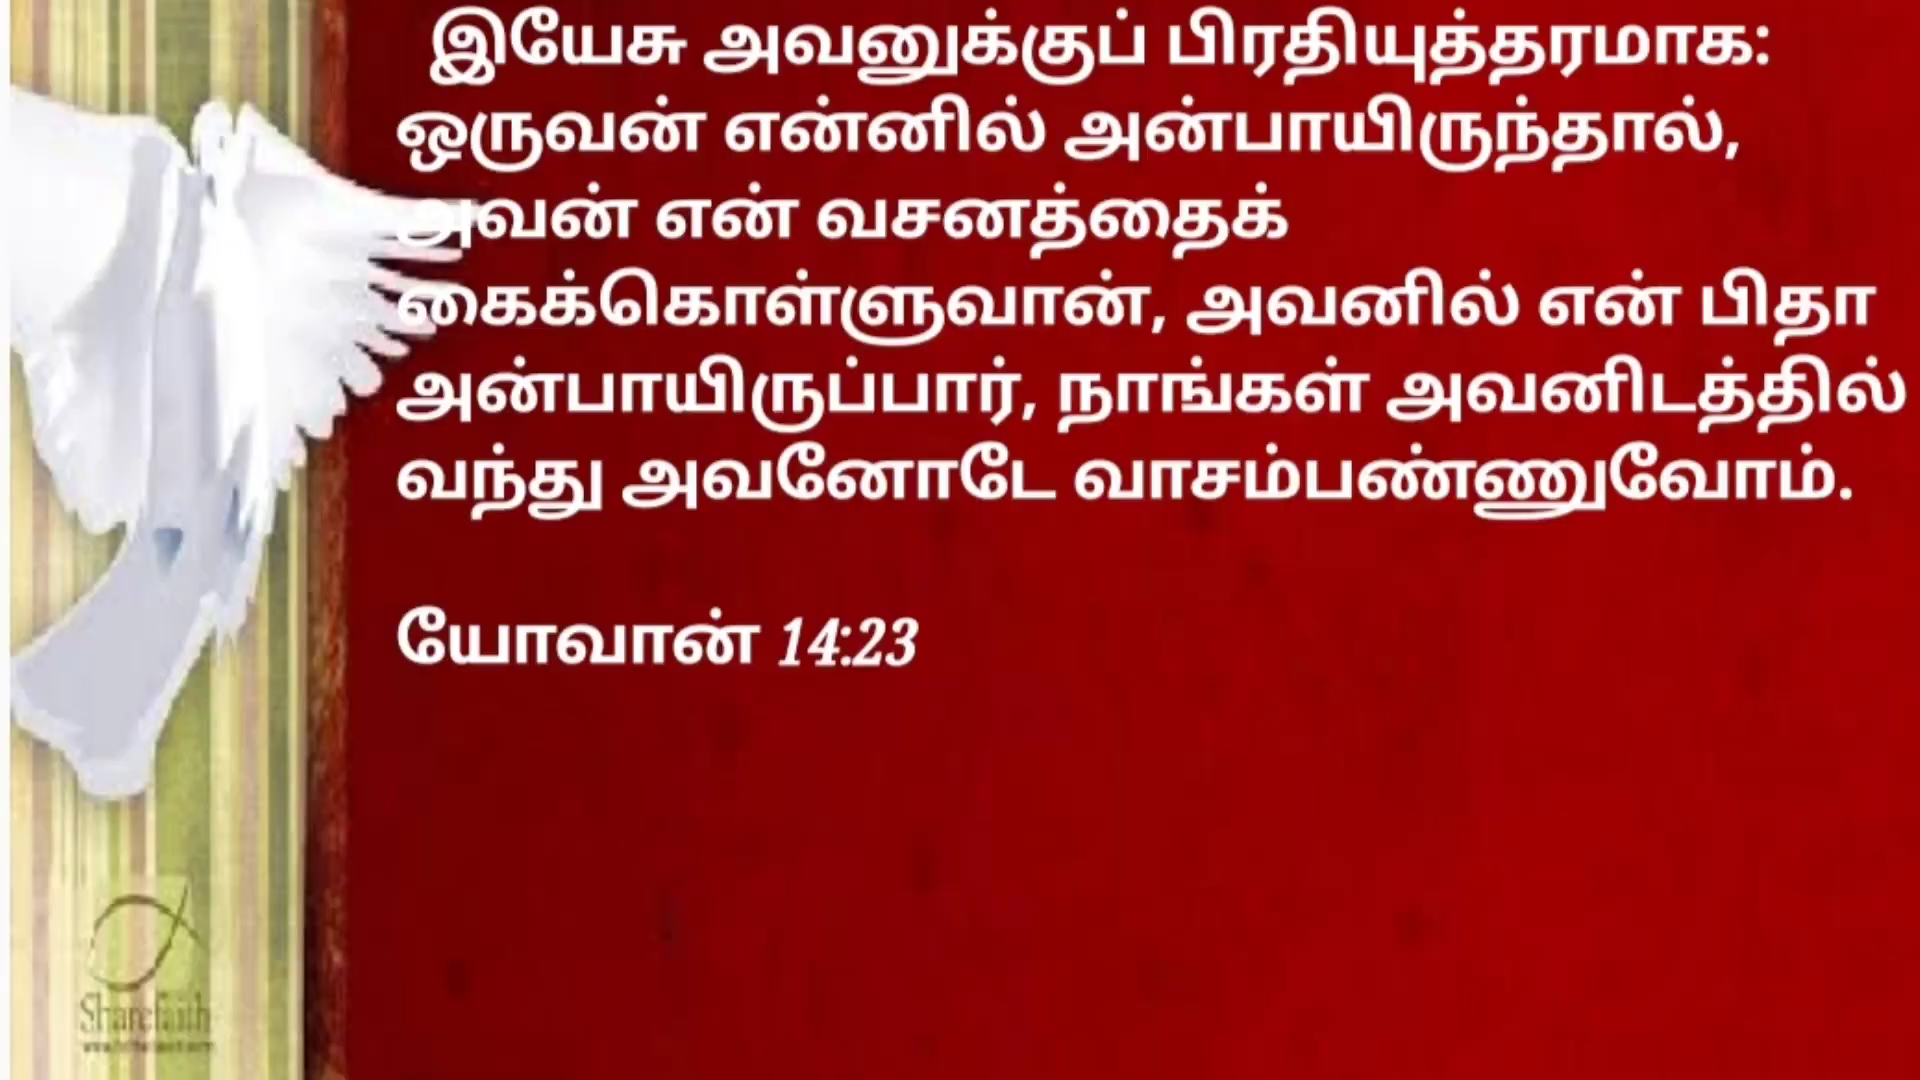 இயேசு அவனுக்குப் பிரதியுத்தரமாக:
ஒருவன் என்னில் அன்பாயிருந்தால்,
அவன் என் வசனத்தைக்
கைக்கொள்ளுவான், அவனில் என் பிதா
அன்பாயிருப்பார், நாங்கள் அவனிடத்தில்
வந்து அவனோடே வாசம்பண்ணுவோம்.
யோவான் 14:23
Sharefaith